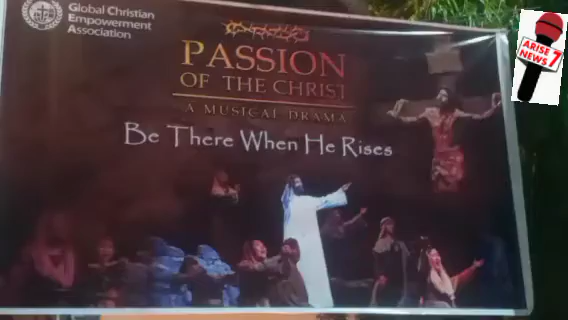 Global Christian
Empowerment
Association
PASSION
OF THE CHRIST
A MUSICAL DRAMA
BE THERE WHEN HE RISES
ARISE
NEWS 7